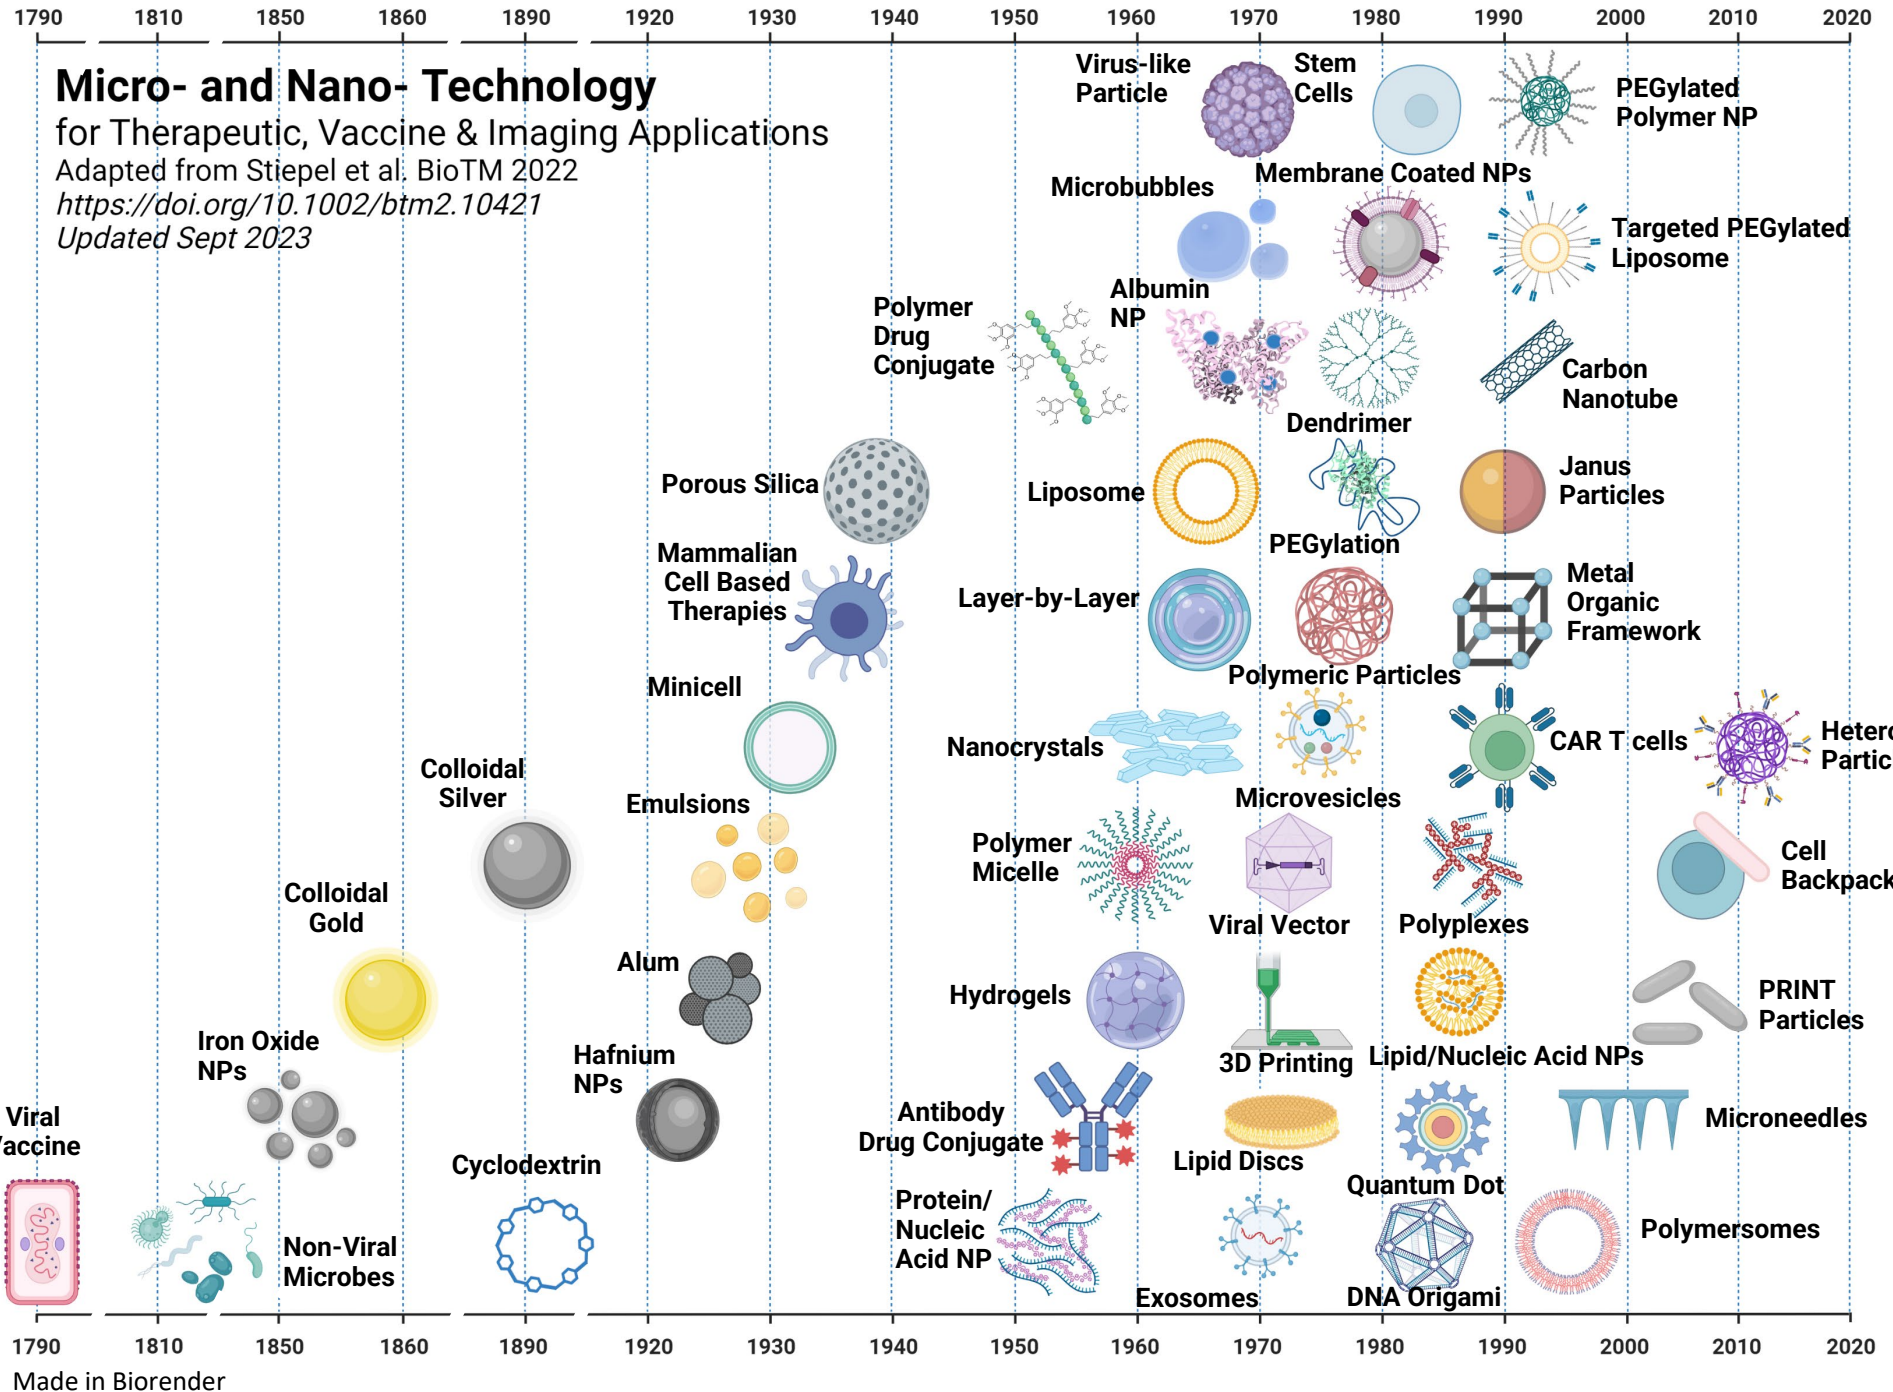 1790 1810 1850 1860 1890 1920 1930 1940 1950 1960 1970 1980 1990 2000 2010 2020
Micro- and Nano- Technology
for Therapeutic, Vaccine & Imaging Applications
Adapted from Stiepel et al. BioTM 2022
https://doi.org/10.1002/btm2.10421
Updated Sept 2023
Virus-like
Particle
Stem
Cells
PEGylated
Polymer NP
Microbubbles
Membrane Coated NPs
Targeted PEGylated
Liposome
Polymer
Drug
Conjugate
Albumin
NP
Dendrimer
Carbon
Nanotube
Porous Silica
Liposome
PEGylation
Janus
Particles
Mammalian
Cell Based
Therapies
Layer-by-Layer
Polymeric Particles
Metal
Organic
Framework
Minicell
Nanocrystals
Microvesicles
CAR T cells
Hetero
Partic
Colloidal
Silver
Emulsions
Polymer
Micelle
Viral Vector
Polyplexes
Cell
Backpack
Colloidal
Gold
Alum
Hydrogels
3D Printing
Lipid/Nucleic Acid NPs
PRINT
Particles
Iron Oxide
NPs
Hafnium
NPs
Antibody
Drug Conjugate
Lipid Discs
Quantum Dot
Microneedles
Viral
Vaccine
Non-Viral
Microbes
Cyclodextrin
Protein/
Nucleic
Acid NP
Exosomes
DNA Origami
Polymersomes
1790 1810 1850 1860 1890 1920 1930 1940 1950 1960 1970 1980 1990 2000 2010 2020
Made in Biorender